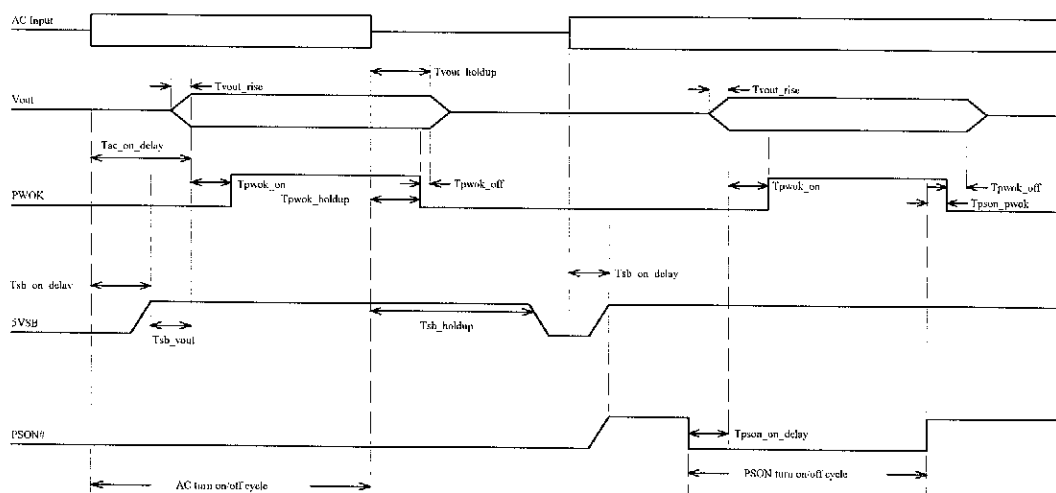 AC Input
Tvout_holdup
Tvout_rise
Tvout_rise
Vout
Tac_on_delay
Tpwok_on
Tpwok_off
Tpwok_on
Tpwok_off
PWOK
Tpwok_holdup
Tpson_pwok
Tsb_on_delay
Tsb_on_delay
5VSB
Tsb_vout
Tsb_holdup
PSON#
Tpson_on_delay
AC turn on/off cycle
PSON turn on/off cycle